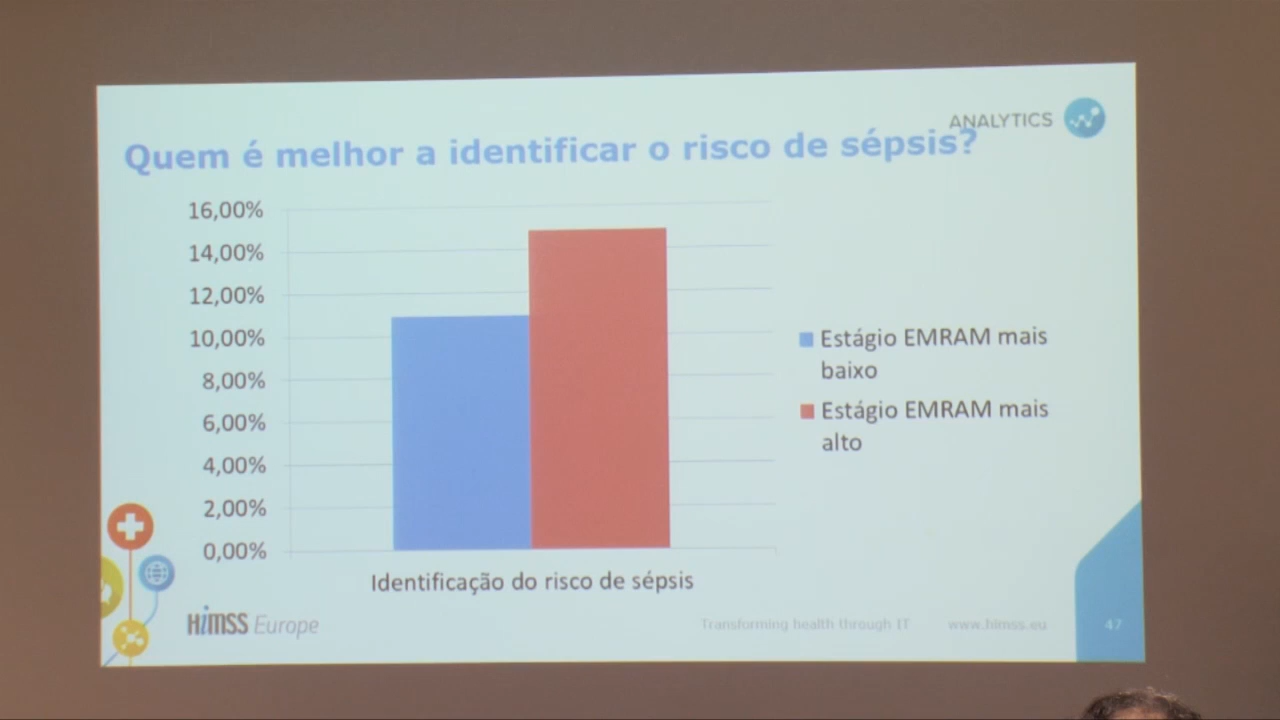 ANALYTICS
Quem é melhor a identificar o risco de sépsis?
16,00%
14,00%
12,00%
10,00%
8,00%
6,00%
4,00%
2,00%
0,00%
Identificação do risco de sépsis
Estágio EMRAM mais
baixo
Estágio EMRAM mais
alto
HiMSS Europe
Transforming health through IT
www.himss.eu
47